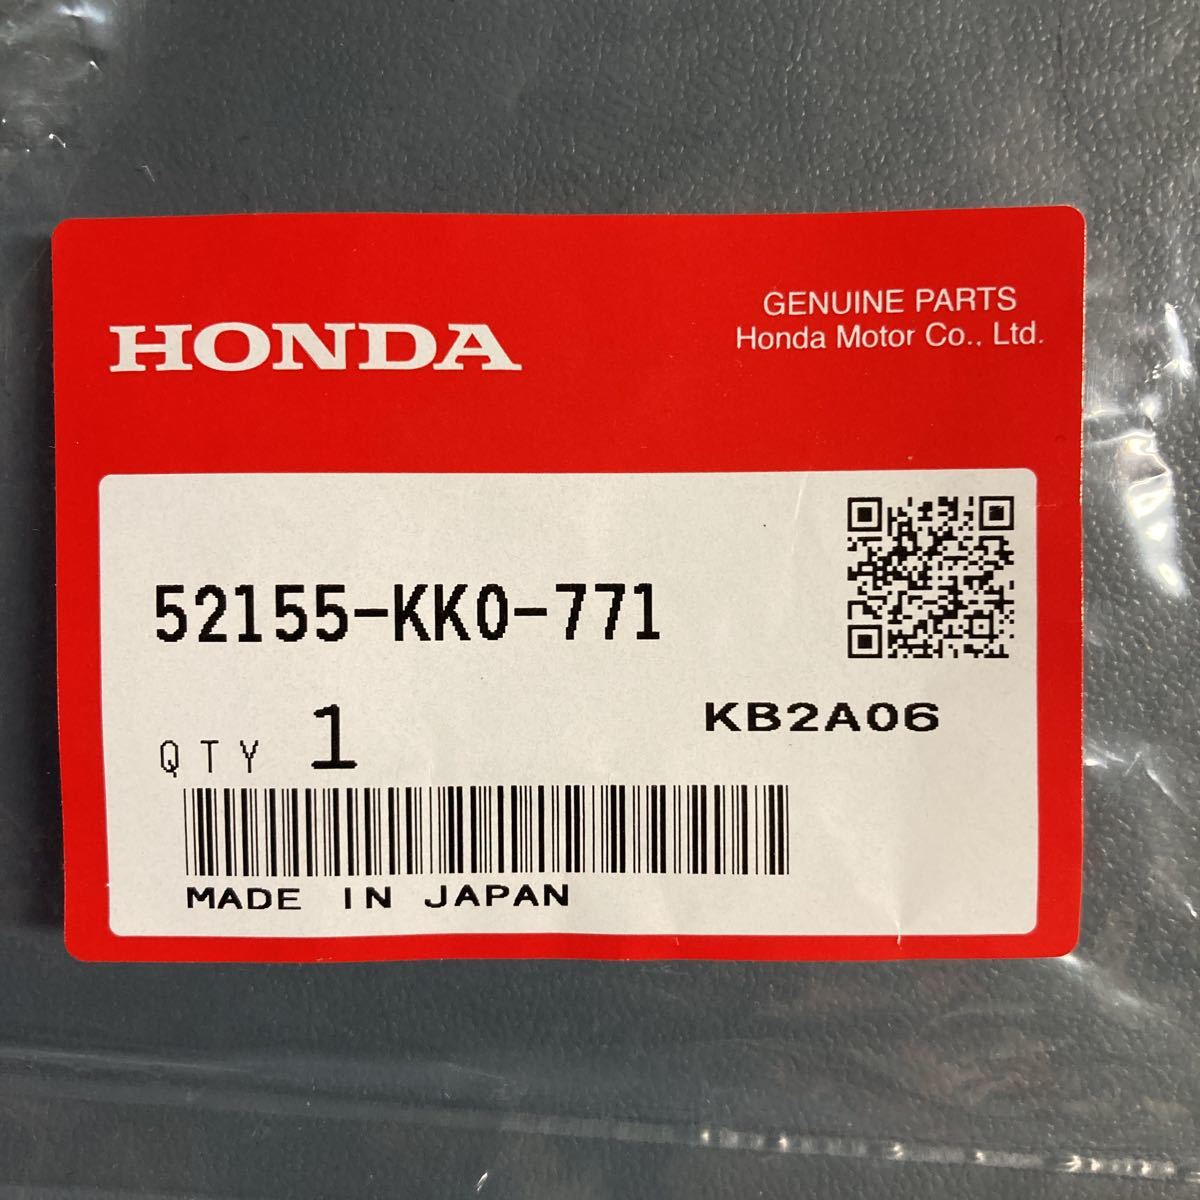 HONDA
GENUINE PARTS
Honda Motor Co., Ltd.
52155-KK0-771
KB2A06
QTY 1
MADE IN JAPAN